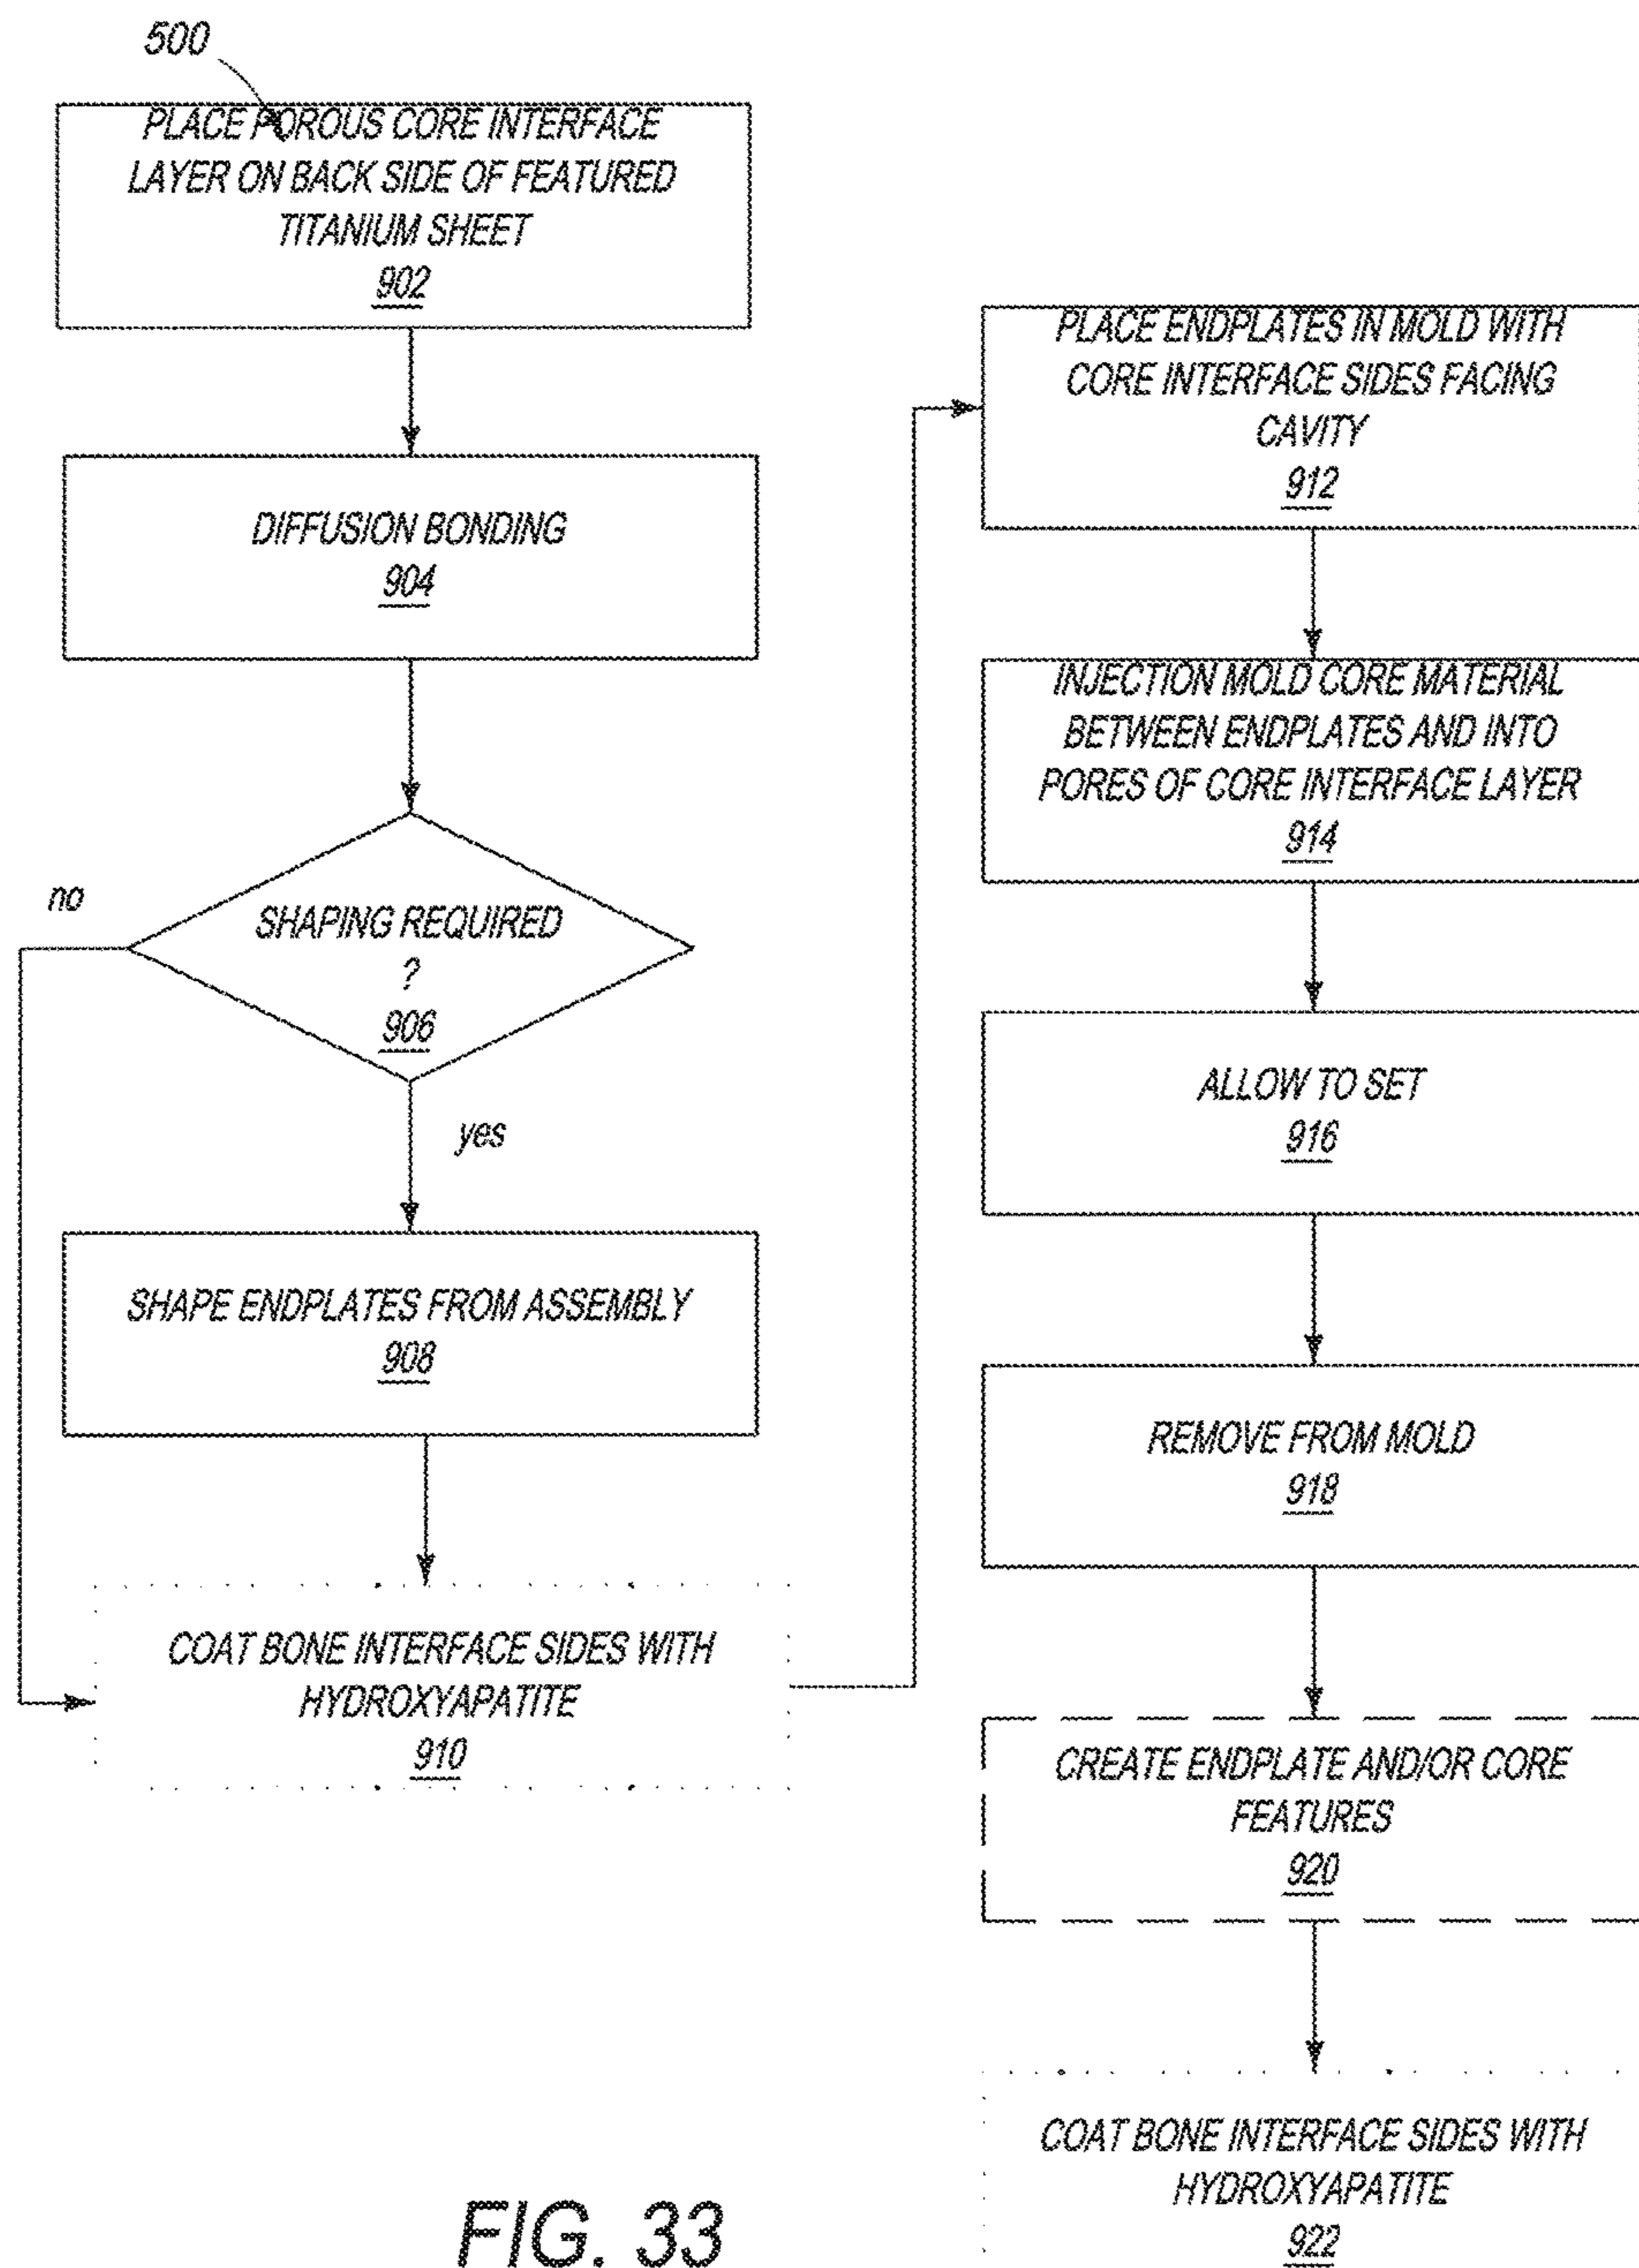 500
PLACE POROUS CORE INTERFACE
LAYER ON BACK SIDE OF FEATURED
TITANIUM SHEET
902
DIFFUSION BONDING
904
SHAPING REQUIRED
?
906
no
yes
SHAPE ENDPLATES FROM ASSEMBLY
908
COAT BONE INTERFACE SIDES WITH
HYDROXYAPATITE
910
PLACE ENDPLATES IN MOLD WITH
CORE INTERFACE SIDES FACING
CAVITY
912
INJECTION MOLD CORE MATERIAL
BETWEEN ENDPLATES AND INTO
PORES OF CORE INTERFACE LAYER
914
ALLOW TO SET
916
REMOVE FROM MOLD
918
CREATE ENDPLATE AND/OR CORE
FEATURES
920
COAT BONE INTERFACE SIDES WITH
HYDROXYAPATITE
922
FIG. 33